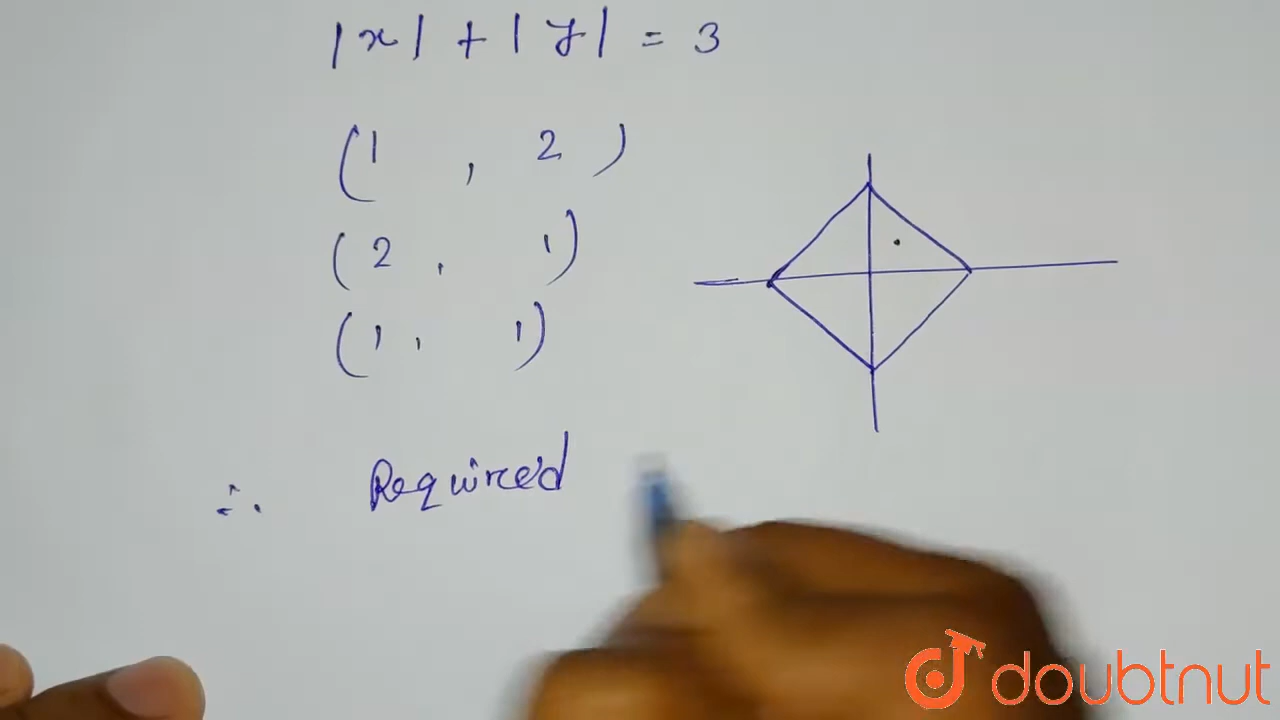 |x| + |y| = 3
(1 , 2)
(2 , 1)
(1 , 1)
∴ Required
doubtnut